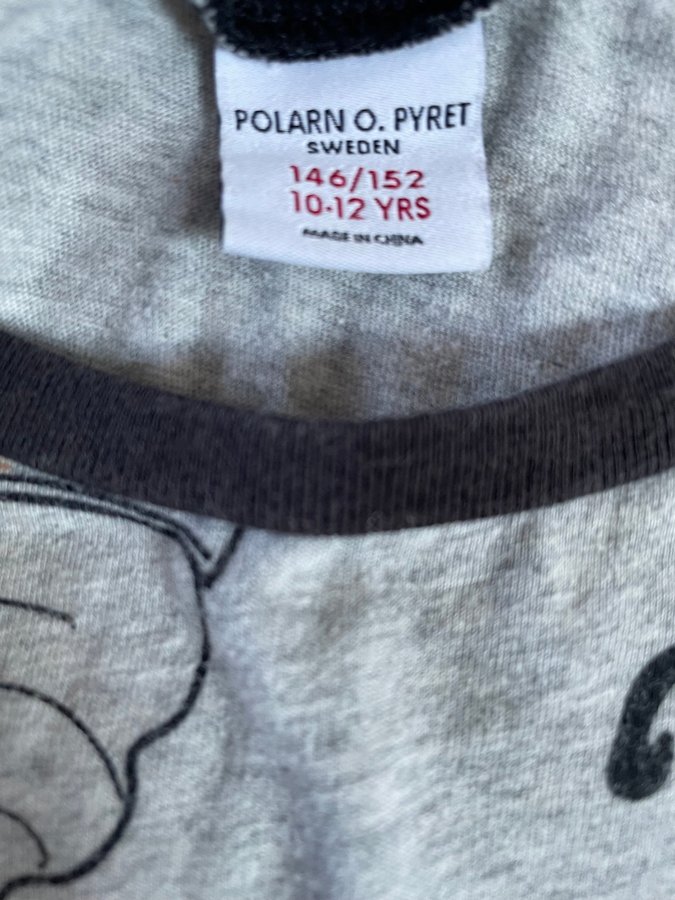 POLARN O. PYRET
SWEDEN
146/152
10-12 YRS
MADE IN CHINA